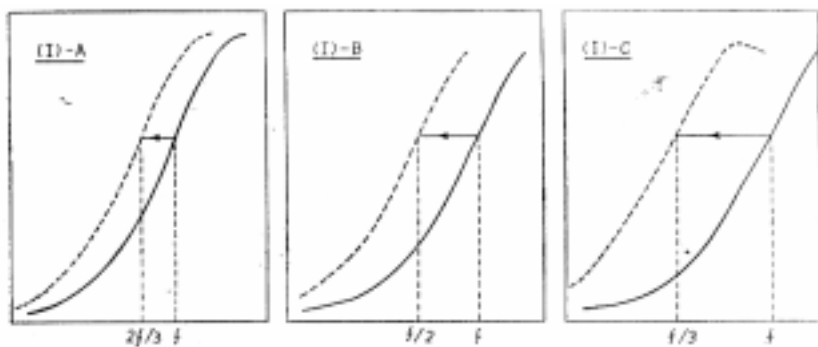 (I)-A
(I)-B
(I)-C
2f/3 f
f/2 f
f/3 f